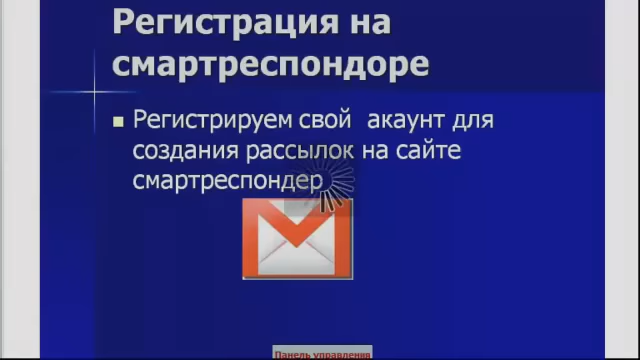 Регистрация на
смартреспондоре
Регистрируем свой акаунт для
создания рассылок на сайте
смартреспондер
Панель управления